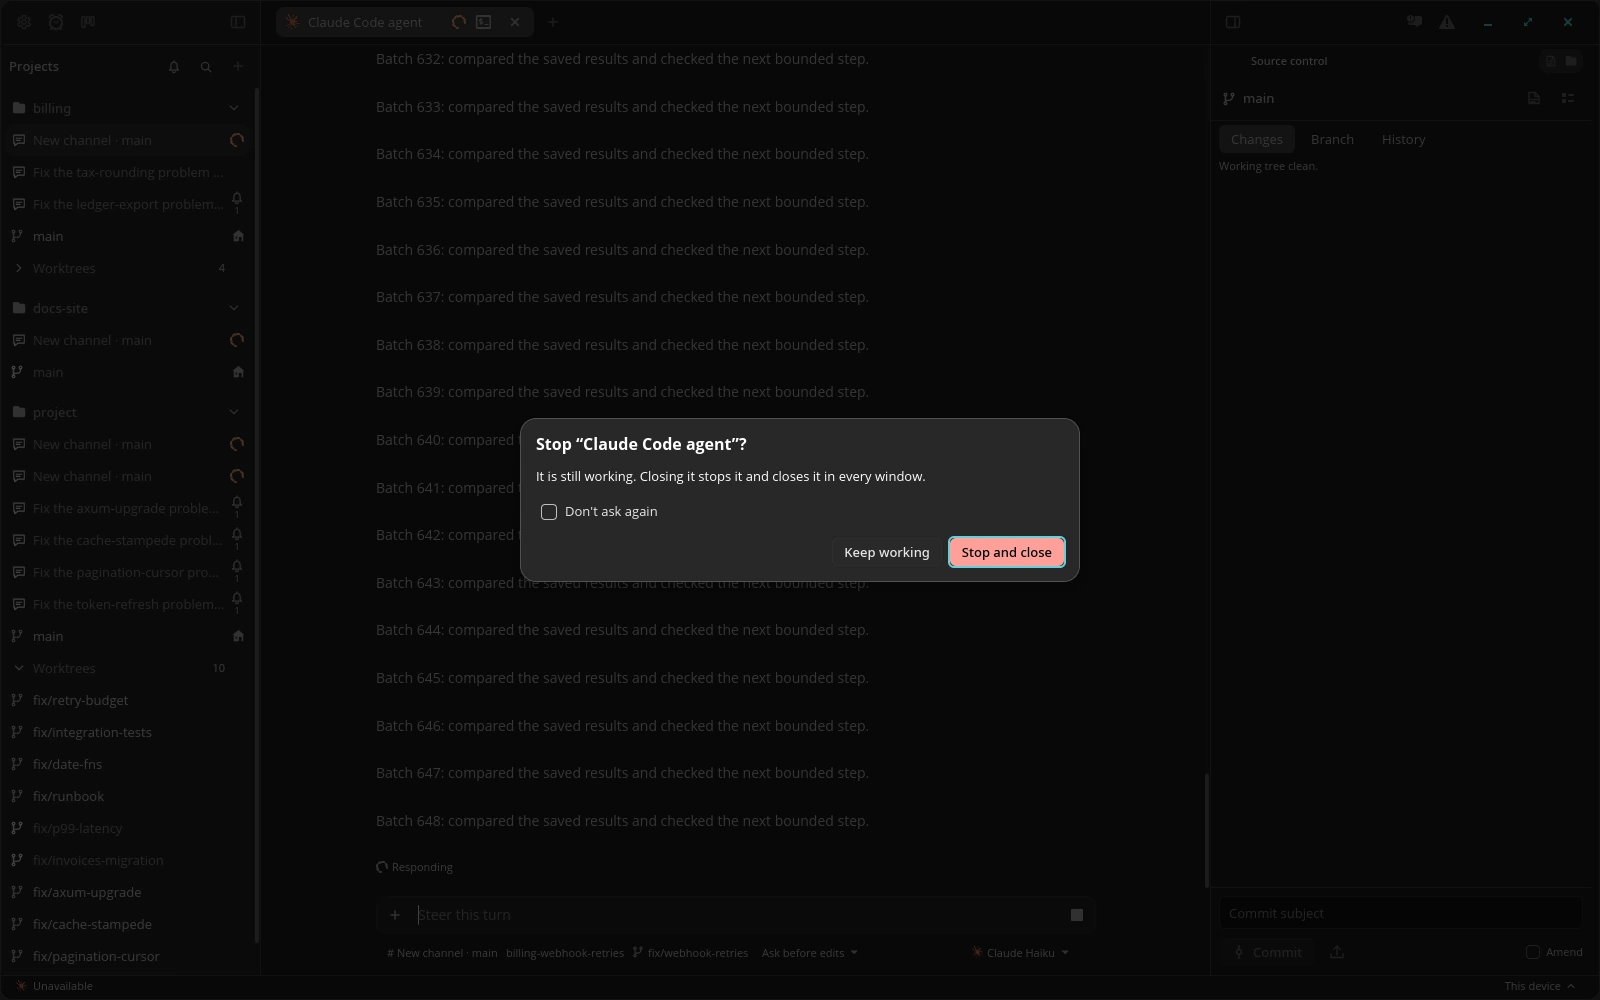 Claude Code agent
Projects
billing
New channel · main
Fix the tax-rounding problem ...
Fix the ledger-export problem...
1
main
Worktrees
4
docs-site
New channel · main
main
project
New channel · main
New channel · main
Fix the axum-upgrade proble...
1
Fix the cache-stampede probl...
1
Fix the pagination-cursor pro...
1
Fix the token-refresh problem...
1
main
Worktrees
10
fix/retry-budget
fix/integration-tests
fix/date-fns
fix/runbook
fix/p99-latency
fix/invoices-migration
fix/axum-upgrade
fix/cache-stampede
fix/pagination-cursor
Unavailable
Batch 632: compared the saved results and checked the next bounded step.
Batch 633: compared the saved results and checked the next bounded step.
Batch 634: compared the saved results and checked the next bounded step.
Batch 635: compared the saved results and checked the next bounded step.
Batch 636: compared the saved results and checked the next bounded step.
Batch 637: compared the saved results and checked the next bounded step.
Batch 638: compared the saved results and checked the next bounded step.
Batch 639: compared the saved results and checked the next bounded step.
Batch 640: compared
Batch 641: compared
Batch 642: compared
Batch 643: compared the saved results and checked the next bounded step.
Batch 644: compared the saved results and checked the next bounded step.
Batch 645: compared the saved results and checked the next bounded step.
Batch 646: compared the saved results and checked the next bounded step.
Batch 647: compared the saved results and checked the next bounded step.
Batch 648: compared the saved results and checked the next bounded step.
Responding
Steer this turn
# New channel · main billing-webhook-retries fix/webhook-retries Ask before edits Claude Haiku
Stop “Claude Code agent”?
It is still working. Closing it stops it and closes it in every window.
Don't ask again
Keep working
Stop and close
Source control
main
Changes Branch History
Working tree clean.
Commit subject
Commit
Amend
This device